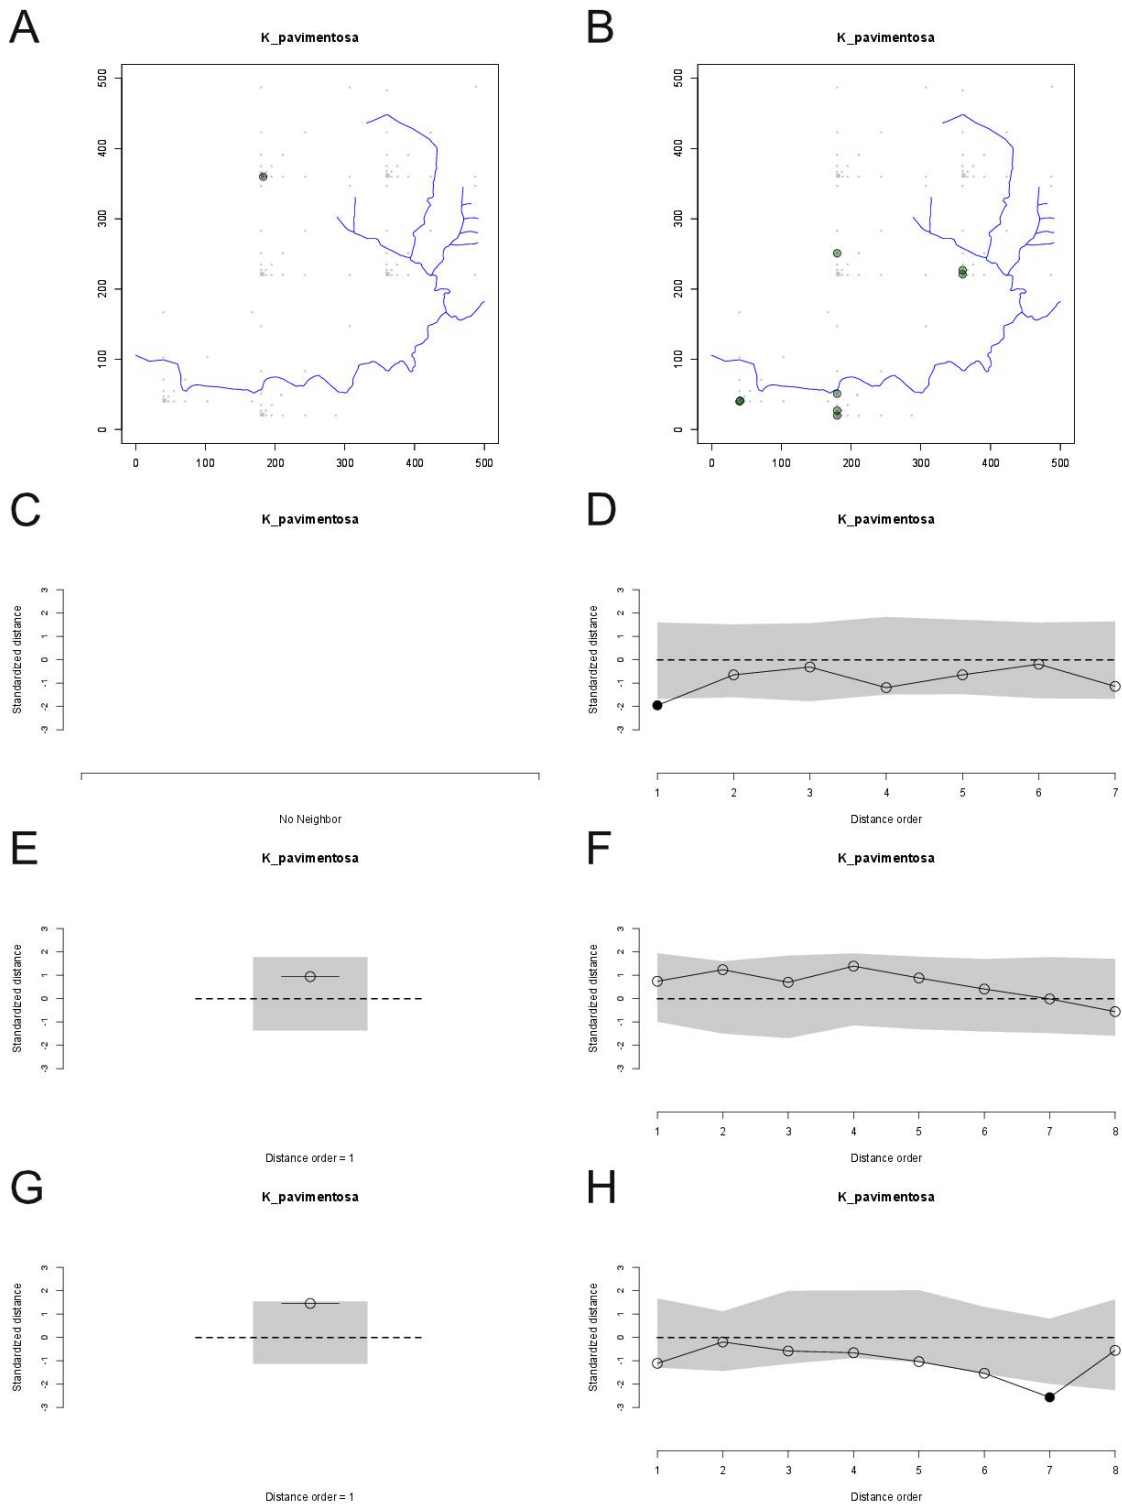 A
B
K_pavimentosa
K_pavimentosa
500
400
300
200
100
0
0 100 200 300 400 500
500
400
300
200
100
0
0 100 200 300 400 500
C
D
K_pavimentosa
K_pavimentosa
Standardized distance
3
2
1
0
-1
-2
-3
No Neighbor
Standardized distance
3
2
1
0
-1
-2
-3
1 2 3 4 5 6 7
Distance order
E
F
K_pavimentosa
K_pavimentosa
Standardized distance
3
2
1
0
-1
-2
-3
Distance order = 1
Standardized distance
3
2
1
0
-1
-2
-3
1 2 3 4 5 6 7 8
Distance order
G
H
K_pavimentosa
K_pavimentosa
Standardized distance
3
2
1
0
-1
-2
-3
Distance order = 1
Standardized distance
3
2
1
0
-1
-2
-3
1 2 3 4 5 6 7 8
Distance order